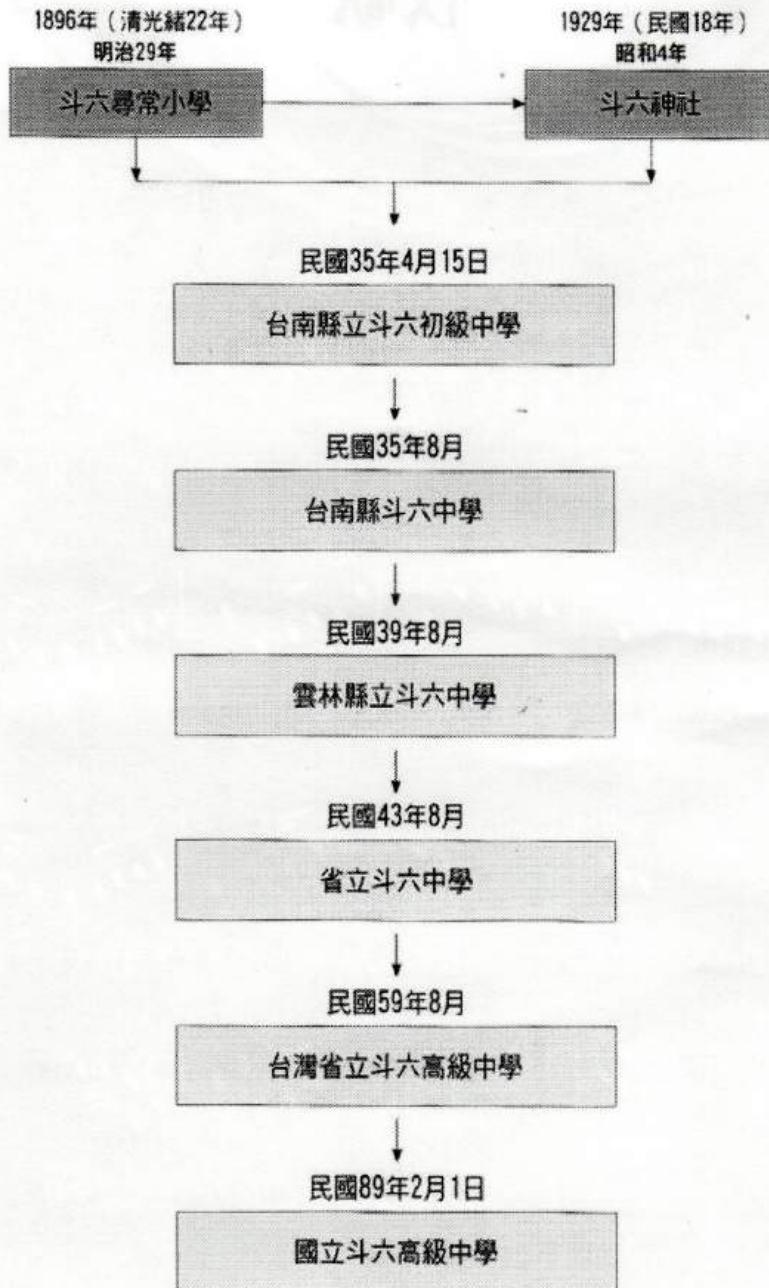 1896年（清光緒22年）
明治29年
斗六尋常小學
1929年（民國18年）
昭和4年
斗六神社
民國35年4月15日
台南縣立斗六初級中學
民國35年8月
台南縣斗六中學
民國39年8月
雲林縣立斗六中學
民國43年8月
省立斗六中學
民國59年8月
台灣省立斗六高級中學
民國89年2月1日
國立斗六高級中學